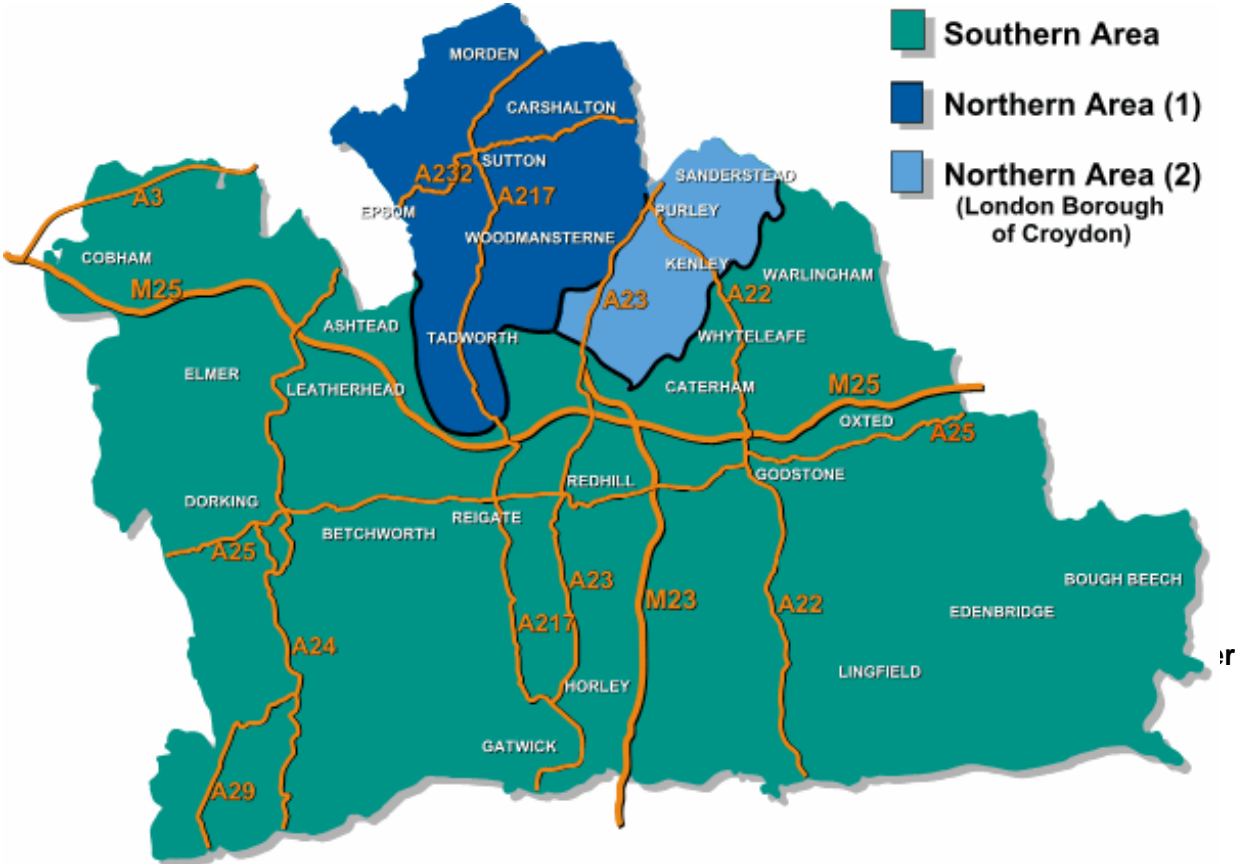 Southern Area
Northern Area (1)
Northern Area (2)
(London Borough
of Croydon)
MORDEN
CARSHALTON
SUTTON
A232
A217
EPSOM
WOODMANSTERNE
SANDERSTEAD
PURLEY
KENLEY
A3
COBHAM
M25
WARLINGHAM
A23
A22
ASHTEAD
TADWORTH
WHYTELEAFE
ELMER
LEATHERHEAD
CATERHAM
M25
OXTED
A25
REDHILL
GODSTONE
DORKING
REIGATE
BETCHWORTH
A25
A23
M23
A22
BOUGH BEECH
EDENBRIDGE
A217
A24
er
LINGFIELD
HORLEY
GATWICK
A29